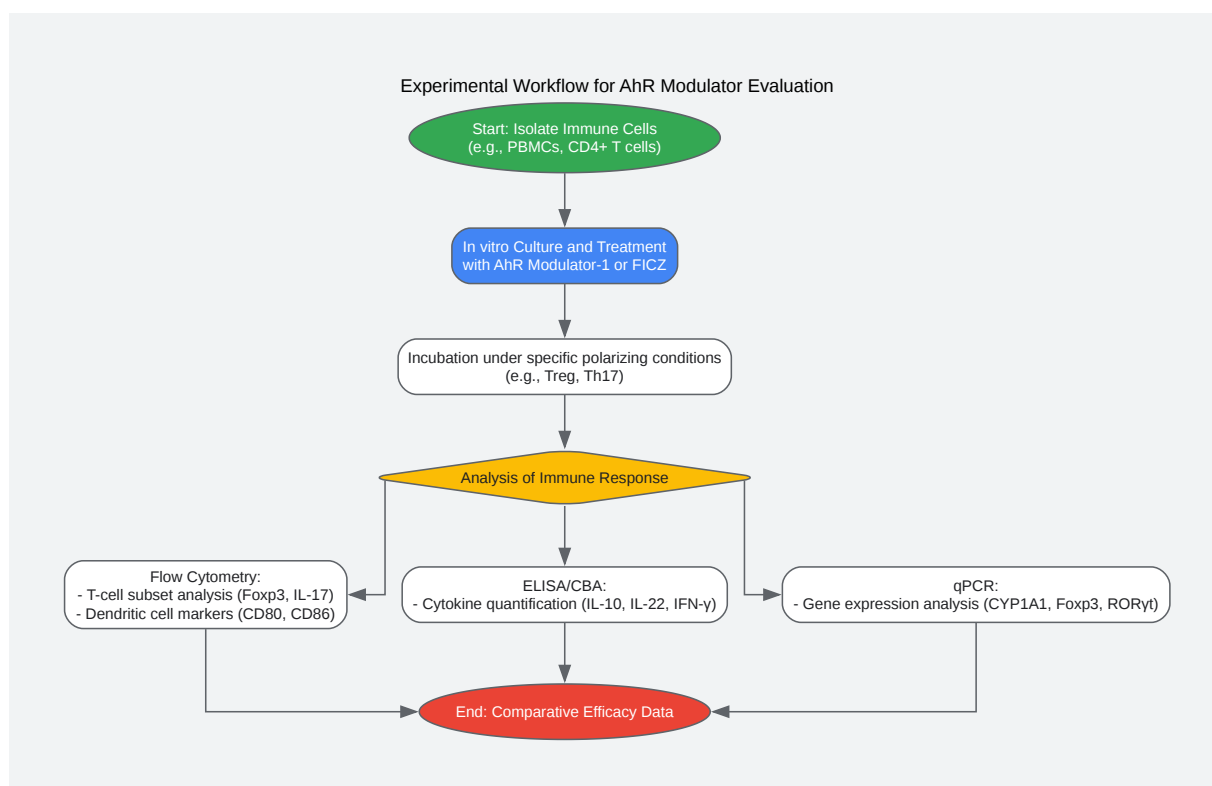 Experimental Workflow for AhR Modulator Evaluation
Start: Isolate Immune Cells
(e.g., PBMCs, CD4+ T cells)
In vitro Culture and Treatment
with AhR Modulator-1 or FICZ
Incubation under specific polarizing conditions
(e.g., Treg, Th17)
Analysis of Immune Response
Flow Cytometry:
- T-cell subset analysis (Foxp3, IL-17)
- Dendritic cell markers (CD80, CD86)
ELISA/CBA:
- Cytokine quantification (IL-10, IL-22, IFN-γ)
qPCR:
- Gene expression analysis (CYP1A1, Foxp3, RORγt)
End: Comparative Efficacy Data